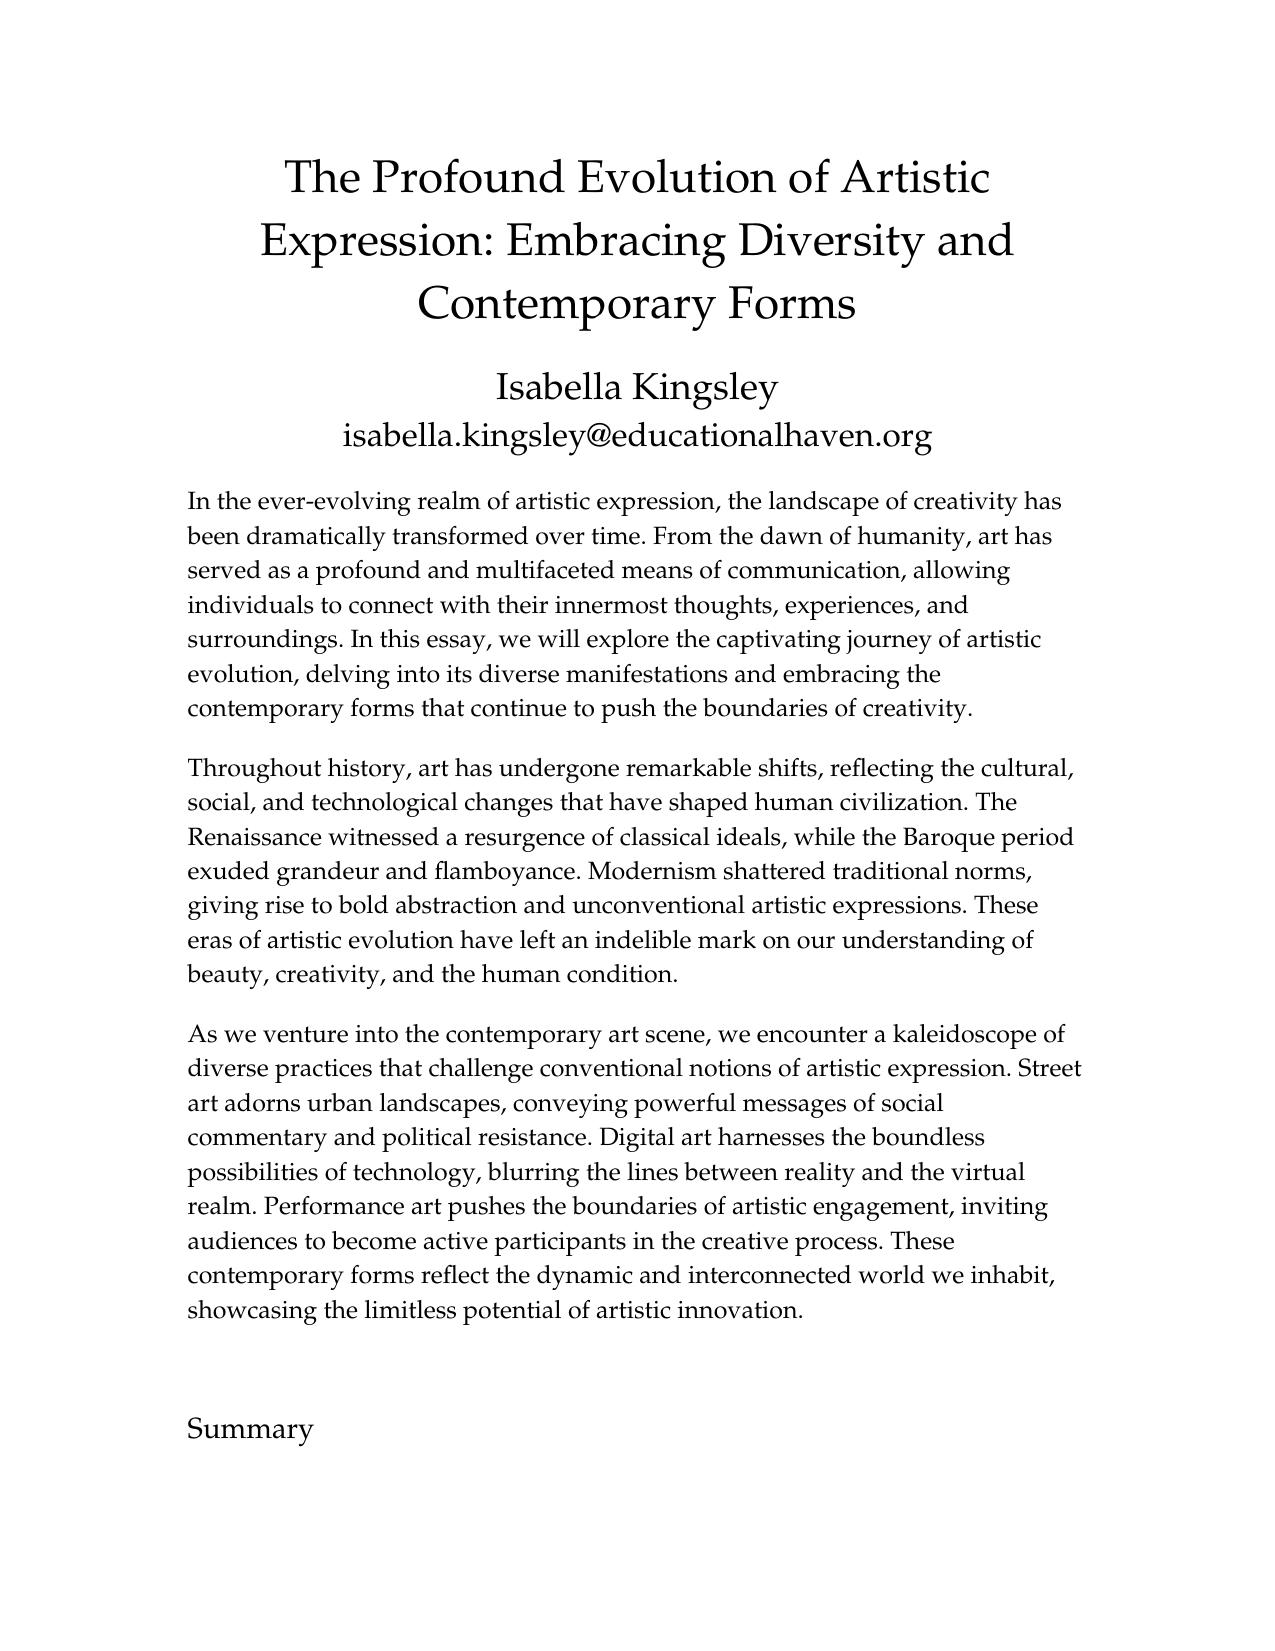 The Profound Evolution of Artistic
Expression: Embracing Diversity and
Contemporary Forms
Isabella Kingsley
isabella.kingsley@educationalhaven.org
In the ever-evolving realm of artistic expression, the landscape of creativity has
been dramatically transformed over time. From the dawn of humanity, art has
served as a profound and multifaceted means of communication, allowing
individuals to connect with their innermost thoughts, experiences, and
surroundings. In this essay, we will explore the captivating journey of artistic
evolution, delving into its diverse manifestations and embracing the
contemporary forms that continue to push the boundaries of creativity.
Throughout history, art has undergone remarkable shifts, reflecting the cultural,
social, and technological changes that have shaped human civilization. The
Renaissance witnessed a resurgence of classical ideals, while the Baroque period
exuded grandeur and flamboyance. Modernism shattered traditional norms,
giving rise to bold abstraction and unconventional artistic expressions. These
eras of artistic evolution have left an indelible mark on our understanding of
beauty, creativity, and the human condition.
As we venture into the contemporary art scene, we encounter a kaleidoscope of
diverse practices that challenge conventional notions of artistic expression. Street
art adorns urban landscapes, conveying powerful messages of social
commentary and political resistance. Digital art harnesses the boundless
possibilities of technology, blurring the lines between reality and the virtual
realm. Performance art pushes the boundaries of artistic engagement, inviting
audiences to become active participants in the creative process. These
contemporary forms reflect the dynamic and interconnected world we inhabit,
showcasing the limitless potential of artistic innovation.
Summary